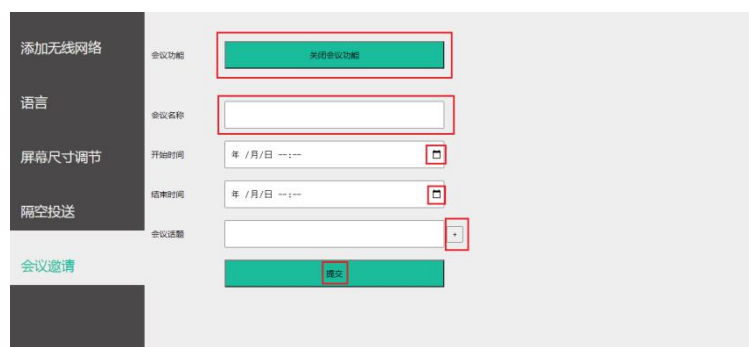 添加无线网络
语言
屏幕尺寸调节
隔空投送
会议邀请
会议功能
关闭会议功能
会议名称
开始时间
年 /月/日 --:--
结束时间
年 /月/日 --:--
会议话题
+
提交